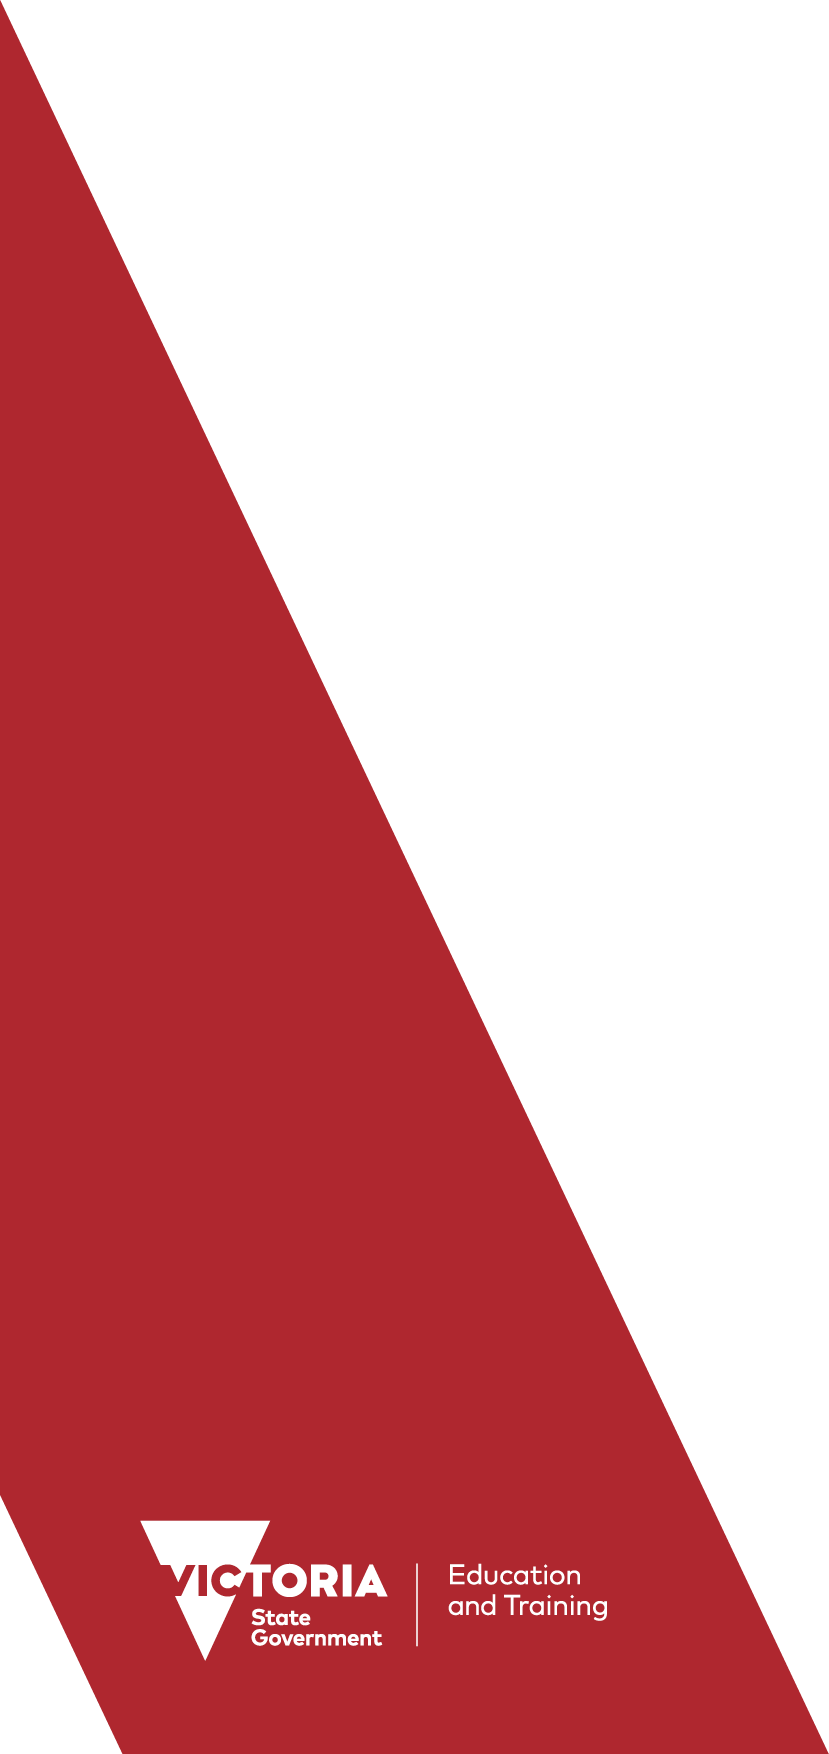 VICTORIA
State
Government
Education
and Training